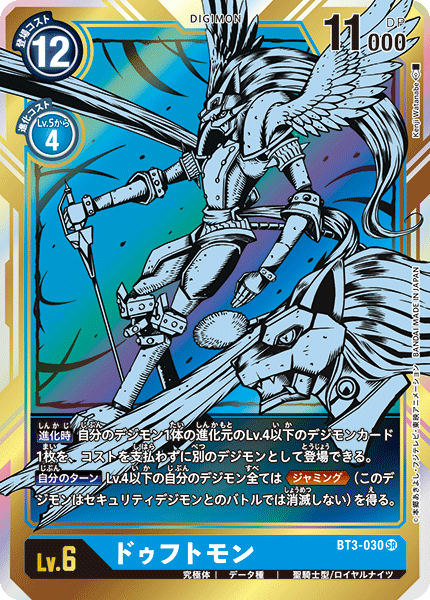 DIGIMON
登場コスト
12
DP
11000
進化コスト
Lv.5から
4
Kenji Watanabe
©本郷あきよし・フジテレビ・東映アニメーション BANDAI MADE IN JAPAN
進化時 自分のデジモン1体の進化元のLv.4以下のデジモンカード
1枚を、コストを支払わずに別のデジモンとして登場できる。
自分のターン Lv.4以下の自分のデジモン全ては ジャミング (このデ
ジモンはセキュリティデジモンとのバトルでは消滅しない)を得る。
BT3-030 SR
Lv.6
ドゥフトモン
究極体 | データ種 | 聖騎士型/ロイヤルナイツ